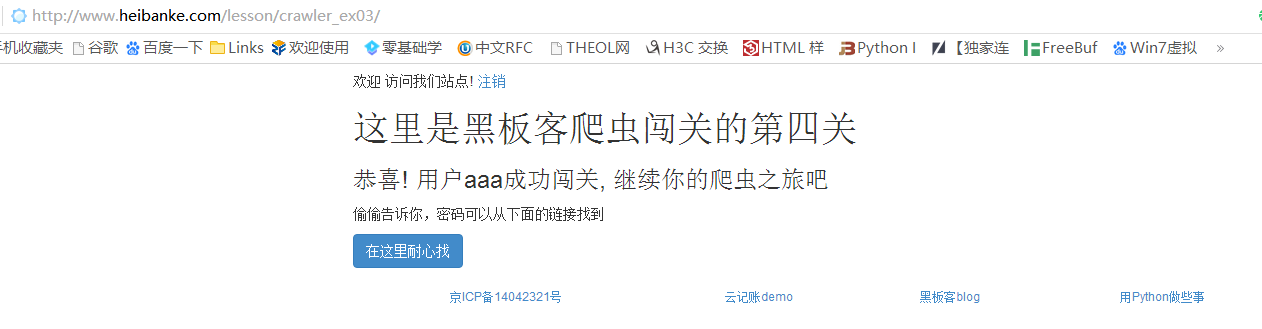 http://www.heibanke.com/lesson/crawler_ex03/
机收藏夹 谷歌 百度一下 Links 欢迎使用 零基础学 中文RFC THEOL网 H3C 交换 HTML 样 Python I 【独家连 FreeBuf Win7虚拟 »
欢迎 访问我们站点! 注销
这里是黑板客爬虫闯关的第四关
恭喜! 用户aaa成功闯关, 继续你的爬虫之旅吧
偷偷告诉你，密码可以从下面的链接找到
在这里耐心找
京ICP备14042321号 云记账demo 黑板客blog 用Python做些事